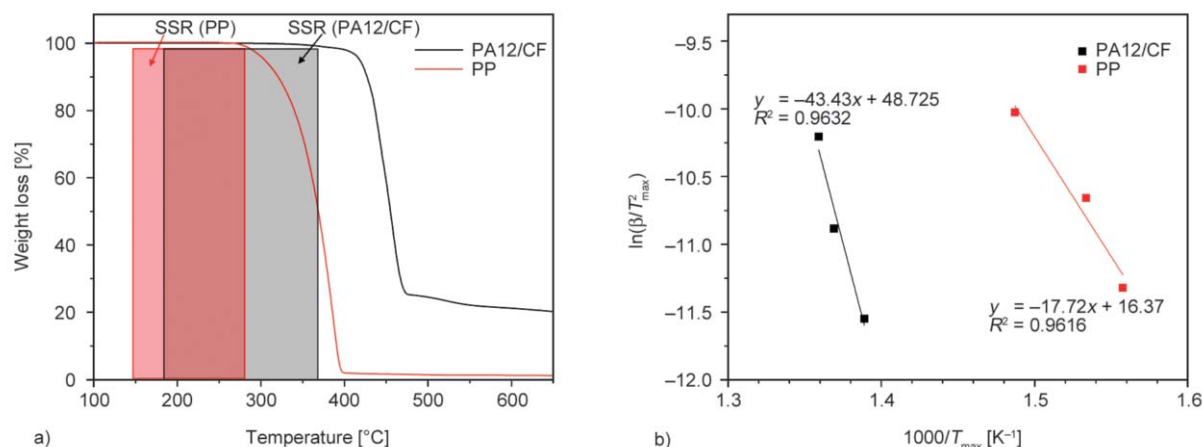 SSR (PP)
SSR (PA12/CF)
PA12/CF
PP
100
80
60
40
20
0
Weight loss [%]
100
200
300
400
500
600
Temperature [°C]
a)
–9.5
–10.0
–10.5
–11.0
–11.5
–12.0
ln(β/T²max)
PA12/CF
PP
y = –43.43x + 48.725
R² = 0.9632
y = –17.72x + 16.37
R² = 0.9616
1.3
1.4
1.5
1.6
1000/Tmax [K⁻¹]
b)